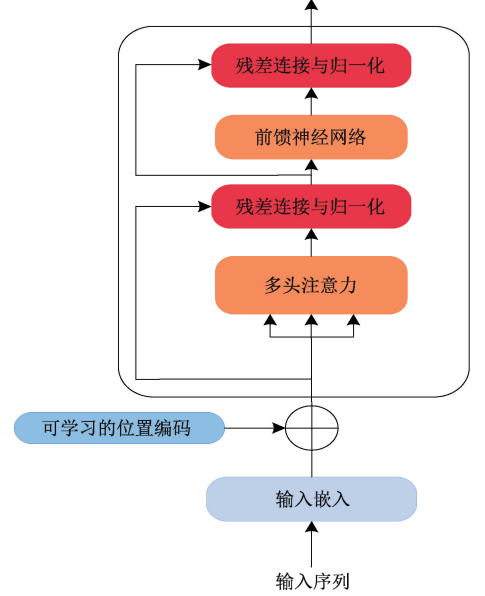 残差连接与归一化
前馈神经网络
残差连接与归一化
多头注意力
可学习的位置编码
输入嵌入
输入序列